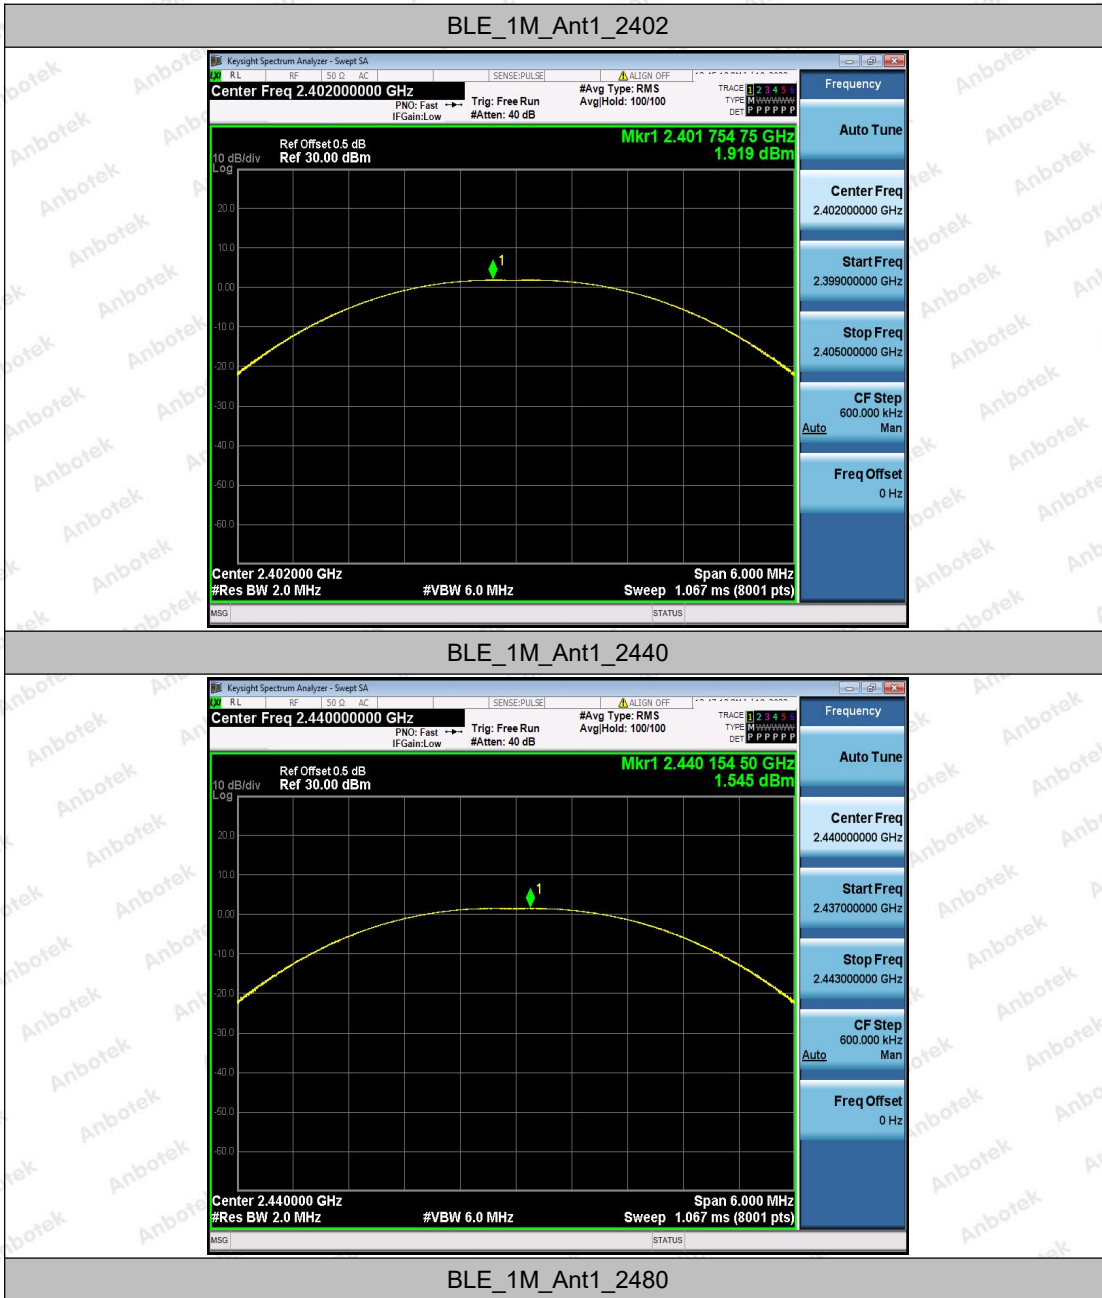 BLE_1M_Ant1_2402
Keysight Spectrum Analyzer - Swept SA
RL RF 50 Ω AC SENSE:PULSE ALIGN OFF
Center Freq 2.402000000 GHz
PNO: Fast
IFGain:Low
Trig: Free Run
#Atten: 40 dB
#Avg Type: RMS
Avg|Hold: 100/100
TRACE 1 2 3 4 5 6
TYPE M WWWWW
DET P P P P P P
Mkr1 2.401 754 75 GHz
1.919 dBm
Ref Offset 0.5 dB
10 dB/div Ref 30.00 dBm
Log
20.0
10.0
1
0.00
-10.0
-20.0
-30.0
-40.0
-50.0
-60.0
Center 2.402000 GHz Span 6.000 MHz
#Res BW 2.0 MHz #VBW 6.0 MHz Sweep 1.067 ms (8001 pts)
MSG STATUS
Frequency
Auto Tune
Center Freq
2.402000000 GHz
Start Freq
2.399000000 GHz
Stop Freq
2.405000000 GHz
CF Step
600.000 kHz
Auto Man
Freq Offset
0 Hz
BLE_1M_Ant1_2440
Keysight Spectrum Analyzer - Swept SA
RL RF 50 Ω AC SENSE:PULSE ALIGN OFF
Center Freq 2.440000000 GHz
PNO: Fast
IFGain:Low
Trig: Free Run
#Atten: 40 dB
#Avg Type: RMS
Avg|Hold: 100/100
TRACE 1 2 3 4 5 6
TYPE M WWWWW
DET P P P P P P
Mkr1 2.440 154 50 GHz
1.545 dBm
Ref Offset 0.5 dB
10 dB/div Ref 30.00 dBm
Log
20.0
10.0
1
0.00
-10.0
-20.0
-30.0
-40.0
-50.0
-60.0
Center 2.440000 GHz Span 6.000 MHz
#Res BW 2.0 MHz #VBW 6.0 MHz Sweep 1.067 ms (8001 pts)
MSG STATUS
Frequency
Auto Tune
Center Freq
2.440000000 GHz
Start Freq
2.437000000 GHz
Stop Freq
2.443000000 GHz
CF Step
600.000 kHz
Auto Man
Freq Offset
0 Hz
BLE_1M_Ant1_2480
Anbotek